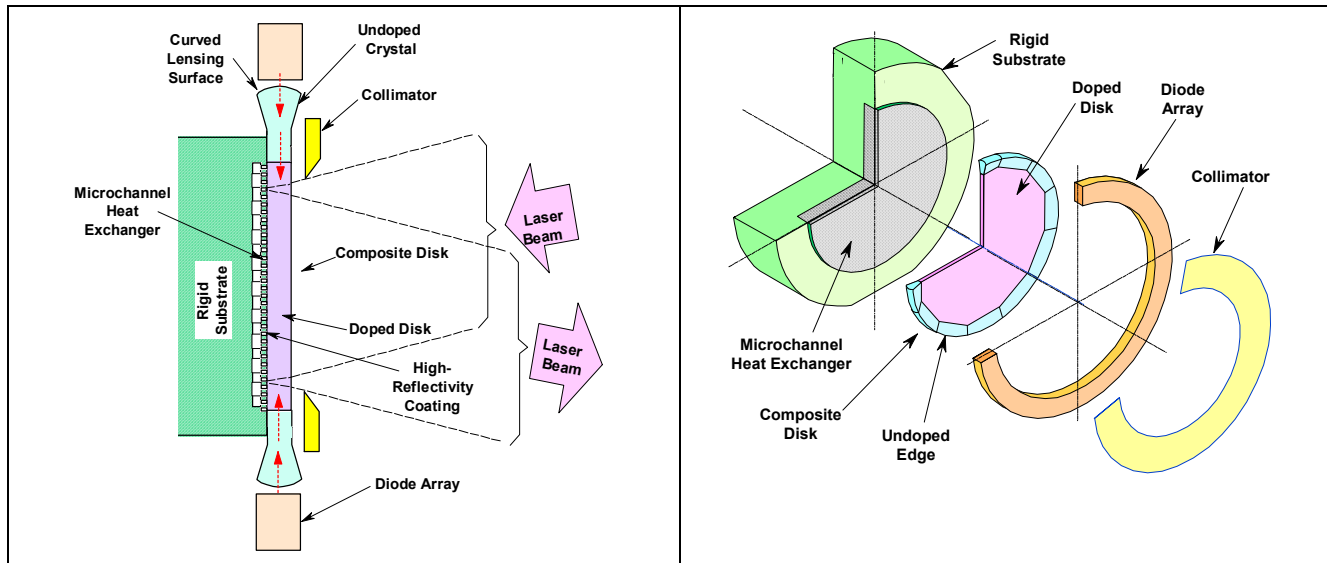 Curved
Lensing
Surface
Undoped
Crystal
Collimator
Microchannel
Heat
Exchanger
Laser
Beam
Composite Disk
Rigid
Substrate
Doped Disk
High-
Reflectivity
Coating
Laser
Beam
Diode Array
Rigid
Substrate
Doped
Disk
Diode
Array
Collimator
Microchannel
Heat Exchanger
Composite
Disk
Undoped
Edge